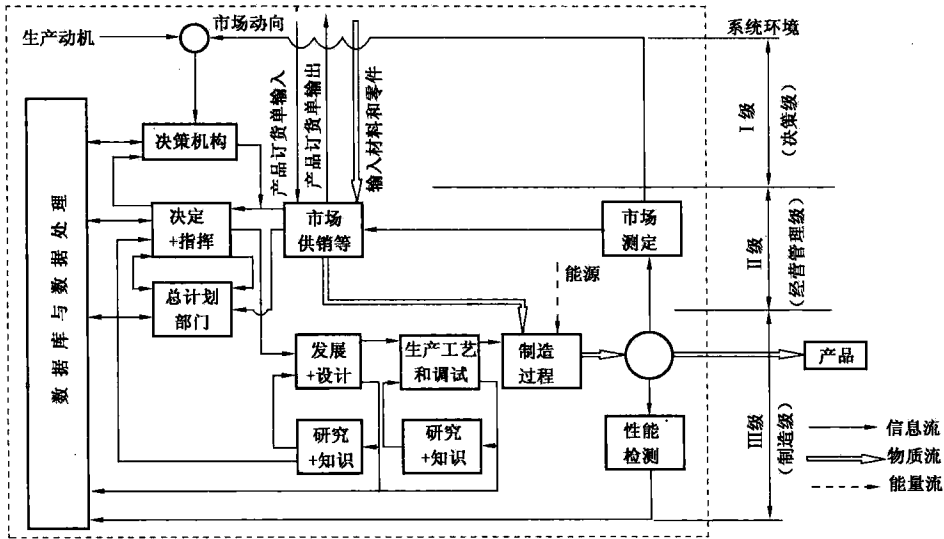 市场动向
生产动机
系统环境
产品订货单输入
产品订货单输出
输入材料和零件
Ⅰ级
（决策级）
决策机构
数据库与数据处理
决定
+指挥
市场
供销等
市场
测定
Ⅱ级
（经营管理级）
能源
总计划
部门
发展
+设计
生产工艺
和调试
制造
过程
产品
研究
+知识
研究
+知识
性能
检测
Ⅲ级
（制造级）
信息流
物质流
能量流